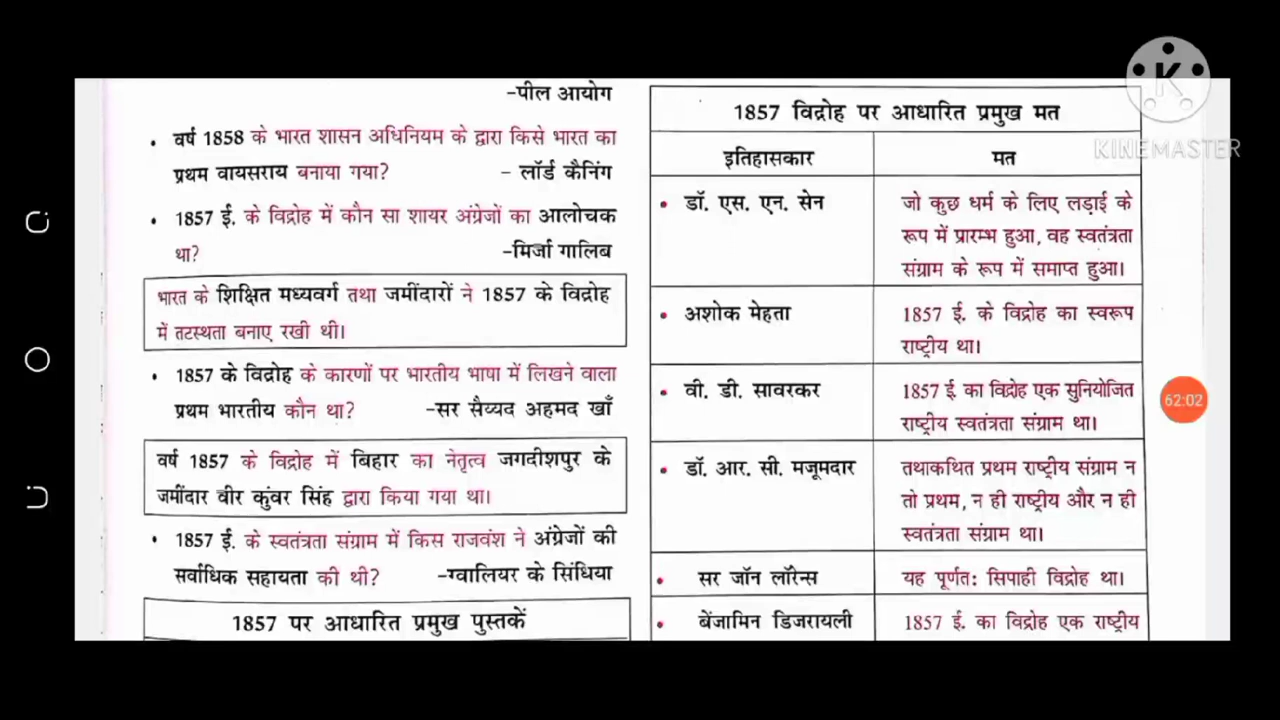 -पील आयोग
• वर्ष 1858 के भारत शासन अधिनियम के द्वारा किसे भारत का
प्रथम वायसराय बनाया गया? - लॉर्ड कैनिंग
• 1857 ई. के विद्रोह में कौन सा शायर अंग्रेजों का आलोचक
था? -मिर्जा गालिब
भारत के शिक्षित मध्यवर्ग तथा जमींदारों ने 1857 के विद्रोह
में तटस्थता बनाए रखी थी।
• 1857 के विद्रोह के कारणों पर भारतीय भाषा में लिखने वाला
प्रथम भारतीय कौन था? -सर सैय्यद अहमद खाँ
वर्ष 1857 के विद्रोह में बिहार का नेतृत्व जगदीशपुर के
जमींदार वीर कुंवर सिंह द्वारा किया गया था।
• 1857 ई. के स्वतंत्रता संग्राम में किस राजवंश ने अंग्रेजों की
सर्वाधिक सहायता की थी? -ग्वालियर के सिंधिया
1857 पर आधारित प्रमुख पुस्तकें
1857 विद्रोह पर आधारित प्रमुख मत
इतिहासकार मत
• डॉ. एस. एन. सेन जो कुछ धर्म के लिए लड़ाई के
रूप में प्रारम्भ हुआ, वह स्वतंत्रता
संग्राम के रूप में समाप्त हुआ।
• अशोक मेहता 1857 ई. के विद्रोह का स्वरूप
राष्ट्रीय था।
• वी. डी. सावरकर 1857 ई. का विद्रोह एक सुनियोजित
राष्ट्रीय स्वतंत्रता संग्राम था।
• डॉ. आर. सी. मजूमदार तथाकथित प्रथम राष्ट्रीय संग्राम न
तो प्रथम, न ही राष्ट्रीय और न ही
स्वतंत्रता संग्राम था।
• सर जॉन लॉरेन्स यह पूर्णत: सिपाही विद्रोह था।
• बेंजामिन डिजरायली 1857 ई. का विद्रोह एक राष्ट्रीय
K
KINEMASTER
62:02